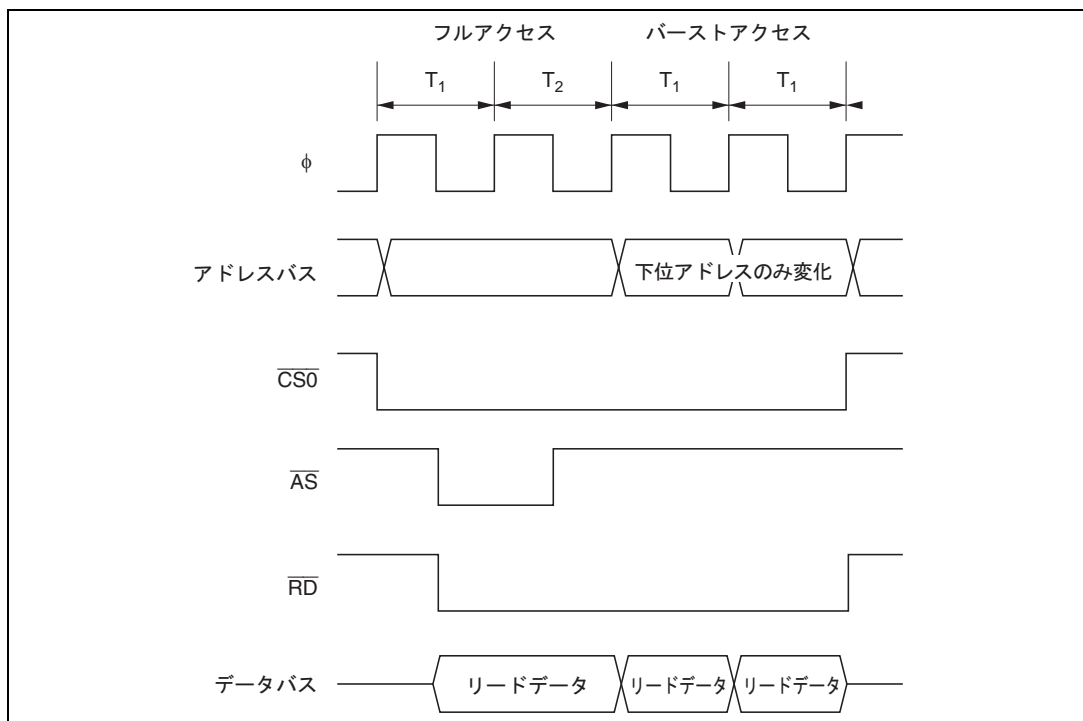 フルアクセス バーストアクセス
T₁ T₂ T₁ T₁
φ
アドレスバス 下位アドレスのみ変化
C̅S̅0̅
A̅S̅
R̅D̅
データバス リードデータ リードデータ リードデータ